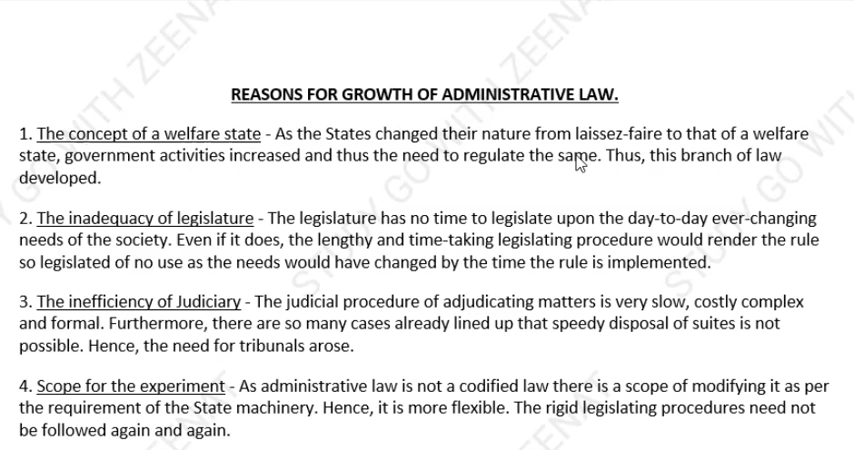 REASONS FOR GROWTH OF ADMINISTRATIVE LAW.
1. The concept of a welfare state - As the States changed their nature from laissez-faire to that of a welfare
state, government activities increased and thus the need to regulate the same. Thus, this branch of law
developed.
2. The inadequacy of legislature - The legislature has no time to legislate upon the day-to-day ever-changing
needs of the society. Even if it does, the lengthy and time-taking legislating procedure would render the rule
so legislated of no use as the needs would have changed by the time the rule is implemented.
3. The inefficiency of Judiciary - The judicial procedure of adjudicating matters is very slow, costly complex
and formal. Furthermore, there are so many cases already lined up that speedy disposal of suites is not
possible. Hence, the need for tribunals arose.
4. Scope for the experiment - As administrative law is not a codified law there is a scope of modifying it as per
the requirement of the State machinery. Hence, it is more flexible. The rigid legislating procedures need not
be followed again and again.